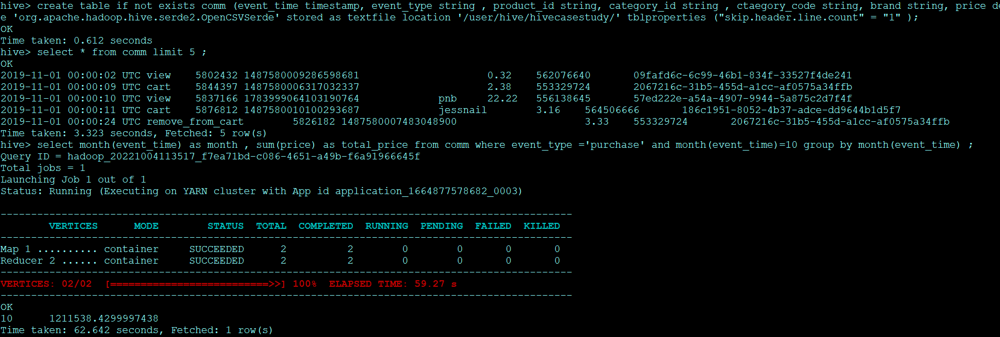 hive> create table if not exists comm (event_time timestamp, event_type string , product_id string, category_id string , ctaegory_code string, brand string, price de
e 'org.apache.hadoop.hive.serde2.OpenCSVSerde' stored as textfile location '/user/hive/hivecasestudy/' tblproperties ("skip.header.line.count" = "1" );
OK
Time taken: 0.612 seconds
hive> select * from comm limit 5 ;
OK
2019-11-01 00:00:02 UTC view    5802432 1487580009286598681                     0.32    562076640       09fafd6c-6c99-46b1-834f-33527f4de241
2019-11-01 00:00:09 UTC cart    5844397 1487580006317032337                     2.38    553329724       2067216c-31b5-455d-a1cc-af0575a34ffb
2019-11-01 00:00:10 UTC view    5837166 1783999064103190764             pnb     22.22   556138645       57ed222e-a54a-4907-9944-5a875c2d7f4f
2019-11-01 00:00:11 UTC cart    5876812 1487580010100293687             jessnail        3.16    564506666       186c1951-8052-4b37-adce-dd9644b1d5f7
2019-11-01 00:00:24 UTC remove_from_cart        5826182 1487580007483048900                     3.33    553329724       2067216c-31b5-455d-a1cc-af0575a34ffb
Time taken: 3.323 seconds, Fetched: 5 row(s)
hive> select month(event_time) as month , sum(price) as total_price from comm where event_type ='purchase' and month(event_time)=10 group by month(event_time) ;
Query ID = hadoop_20221004113517_f7ea71bd-c086-4651-a49b-f6a91966645f
Total jobs = 1
Launching Job 1 out of 1
Status: Running (Executing on YARN cluster with App id application_1664877578682_0003)
----------------------------------------------------------------------------------------------
        VERTICES      MODE        STATUS  TOTAL  COMPLETED  RUNNING  PENDING  FAILED  KILLED
----------------------------------------------------------------------------------------------
Map 1 .......... container     SUCCEEDED      2          2        0        0       0       0
Reducer 2 ...... container     SUCCEEDED      2          2        0        0       0       0
----------------------------------------------------------------------------------------------
VERTICES: 02/02  [==========================>>] 100%  ELAPSED TIME: 59.27 s
----------------------------------------------------------------------------------------------
OK
10      1211538.4299997438
Time taken: 62.642 seconds, Fetched: 1 row(s)